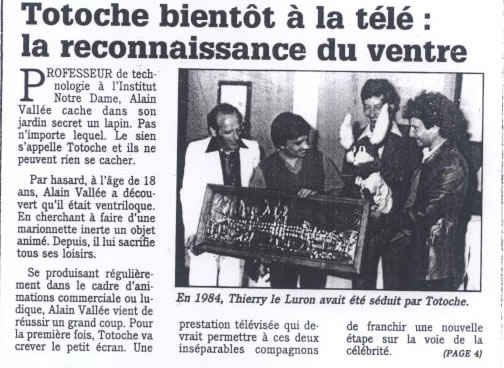 Totoche bientôt à la télé :
la reconnaissance du ventre
PROFESSEUR de tech-
nologie à l'Institut
Notre Dame, Alain
Vallée cache dans son
jardin secret un lapin. Pas
n'importe lequel. Le sien
s'appelle Totoche et ils ne
peuvent rien se cacher.
Par hasard, à l'âge de 18
ans, Alain Vallée a décou-
vert qu'il était ventriloque.
En cherchant à faire d'une
marionnette inerte un objet
animé. Depuis, il lui sacrifie
tous ses loisirs.
Se produisant régulière-
ment dans le cadre d'ani-
mations commerciale ou lu-
dique, Alain Vallée vient de
réussir un grand coup. Pour
la première fois, Totoche va
crever le petit écran. Une
En 1984, Thierry le Luron avait été séduit par Totoche.
prestation télévisée qui de-
vrait permettre à ces deux
inséparables compagnons
de franchir une nouvelle
étape sur la voie de la
célébrité.
(PAGE 4)